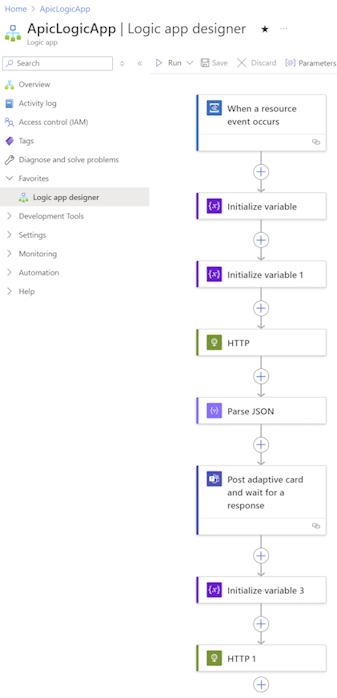 Home > ApicLogicApp >
ApicLogicApp | Logic app designer
Logic app
Search
Run
Save
Discard
Parameters
Overview
Activity log
Access control (IAM)
Tags
Diagnose and solve problems
Favorites
Logic app designer
Development Tools
Settings
Monitoring
Automation
Help
When a resource
event occurs
Initialize variable
Initialize variable 1
HTTP
Parse JSON
Post adaptive card
and wait for a
response
Initialize variable 3
HTTP 1